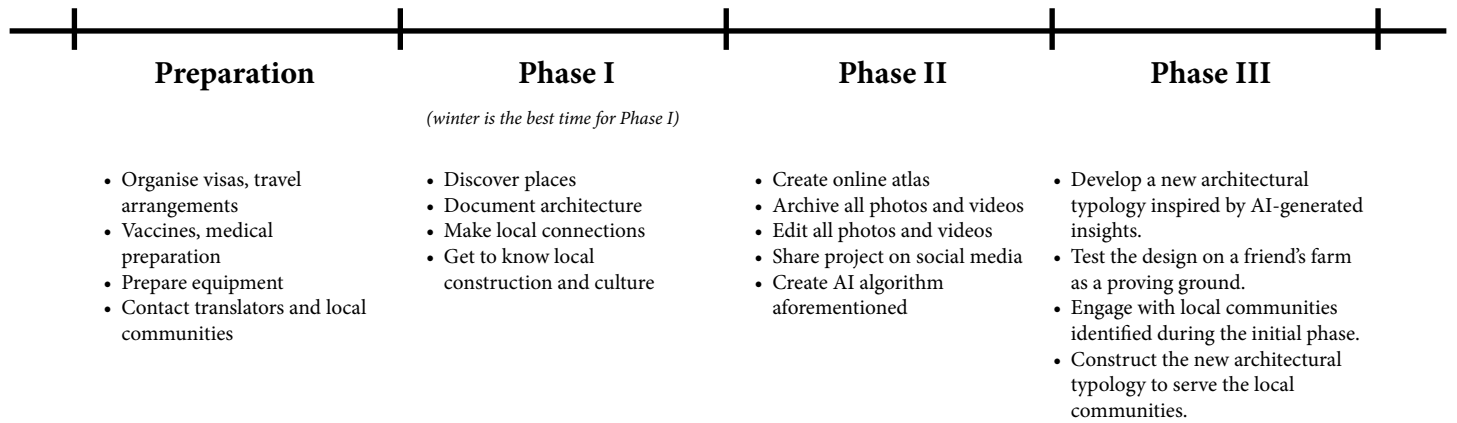 Preparation
• Organise visas, travel
arrangements
• Vaccines, medical
preparation
• Prepare equipment
• Contact translators and local
communities
Phase I
(winter is the best time for Phase I)
• Discover places
• Document architecture
• Make local connections
• Get to know local
construction and culture
Phase II
• Create online atlas
• Archive all photos and videos
• Edit all photos and videos
• Share project on social media
• Create AI algorithm
aforementioned
Phase III
• Develop a new architectural
typology inspired by AI-generated
insights.
• Test the design on a friend’s farm
as a proving ground.
• Engage with local communities
identified during the initial phase.
• Construct the new architectural
typology to serve the local
communities.